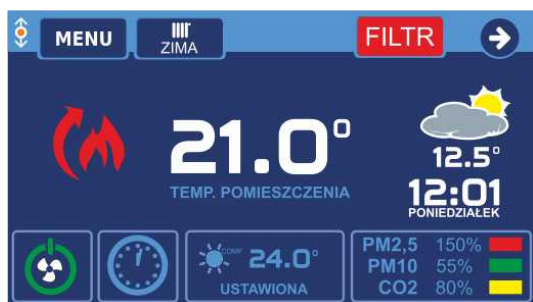 MENU
ZIMA
FILTR
21.0°
TEMP. POMIESZCZENIA
12.5°
12:01
PONIEDZIAŁEK
COMF 24.0°
USTAWIONA
PM2,5 150%
PM10 55%
CO2 80%